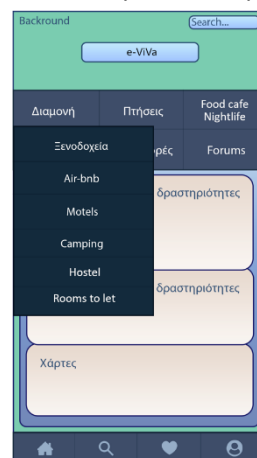 Backround
Search...
e-ViVa
Διαμονή
Πτήσεις
Food cafe
Nightlife
Ξενοδοχεία
ρές
Forums
Air-bnb
δραστηριότητες
Motels
Camping
Hostel
δραστηριότητες
Rooms to let
Χάρτες